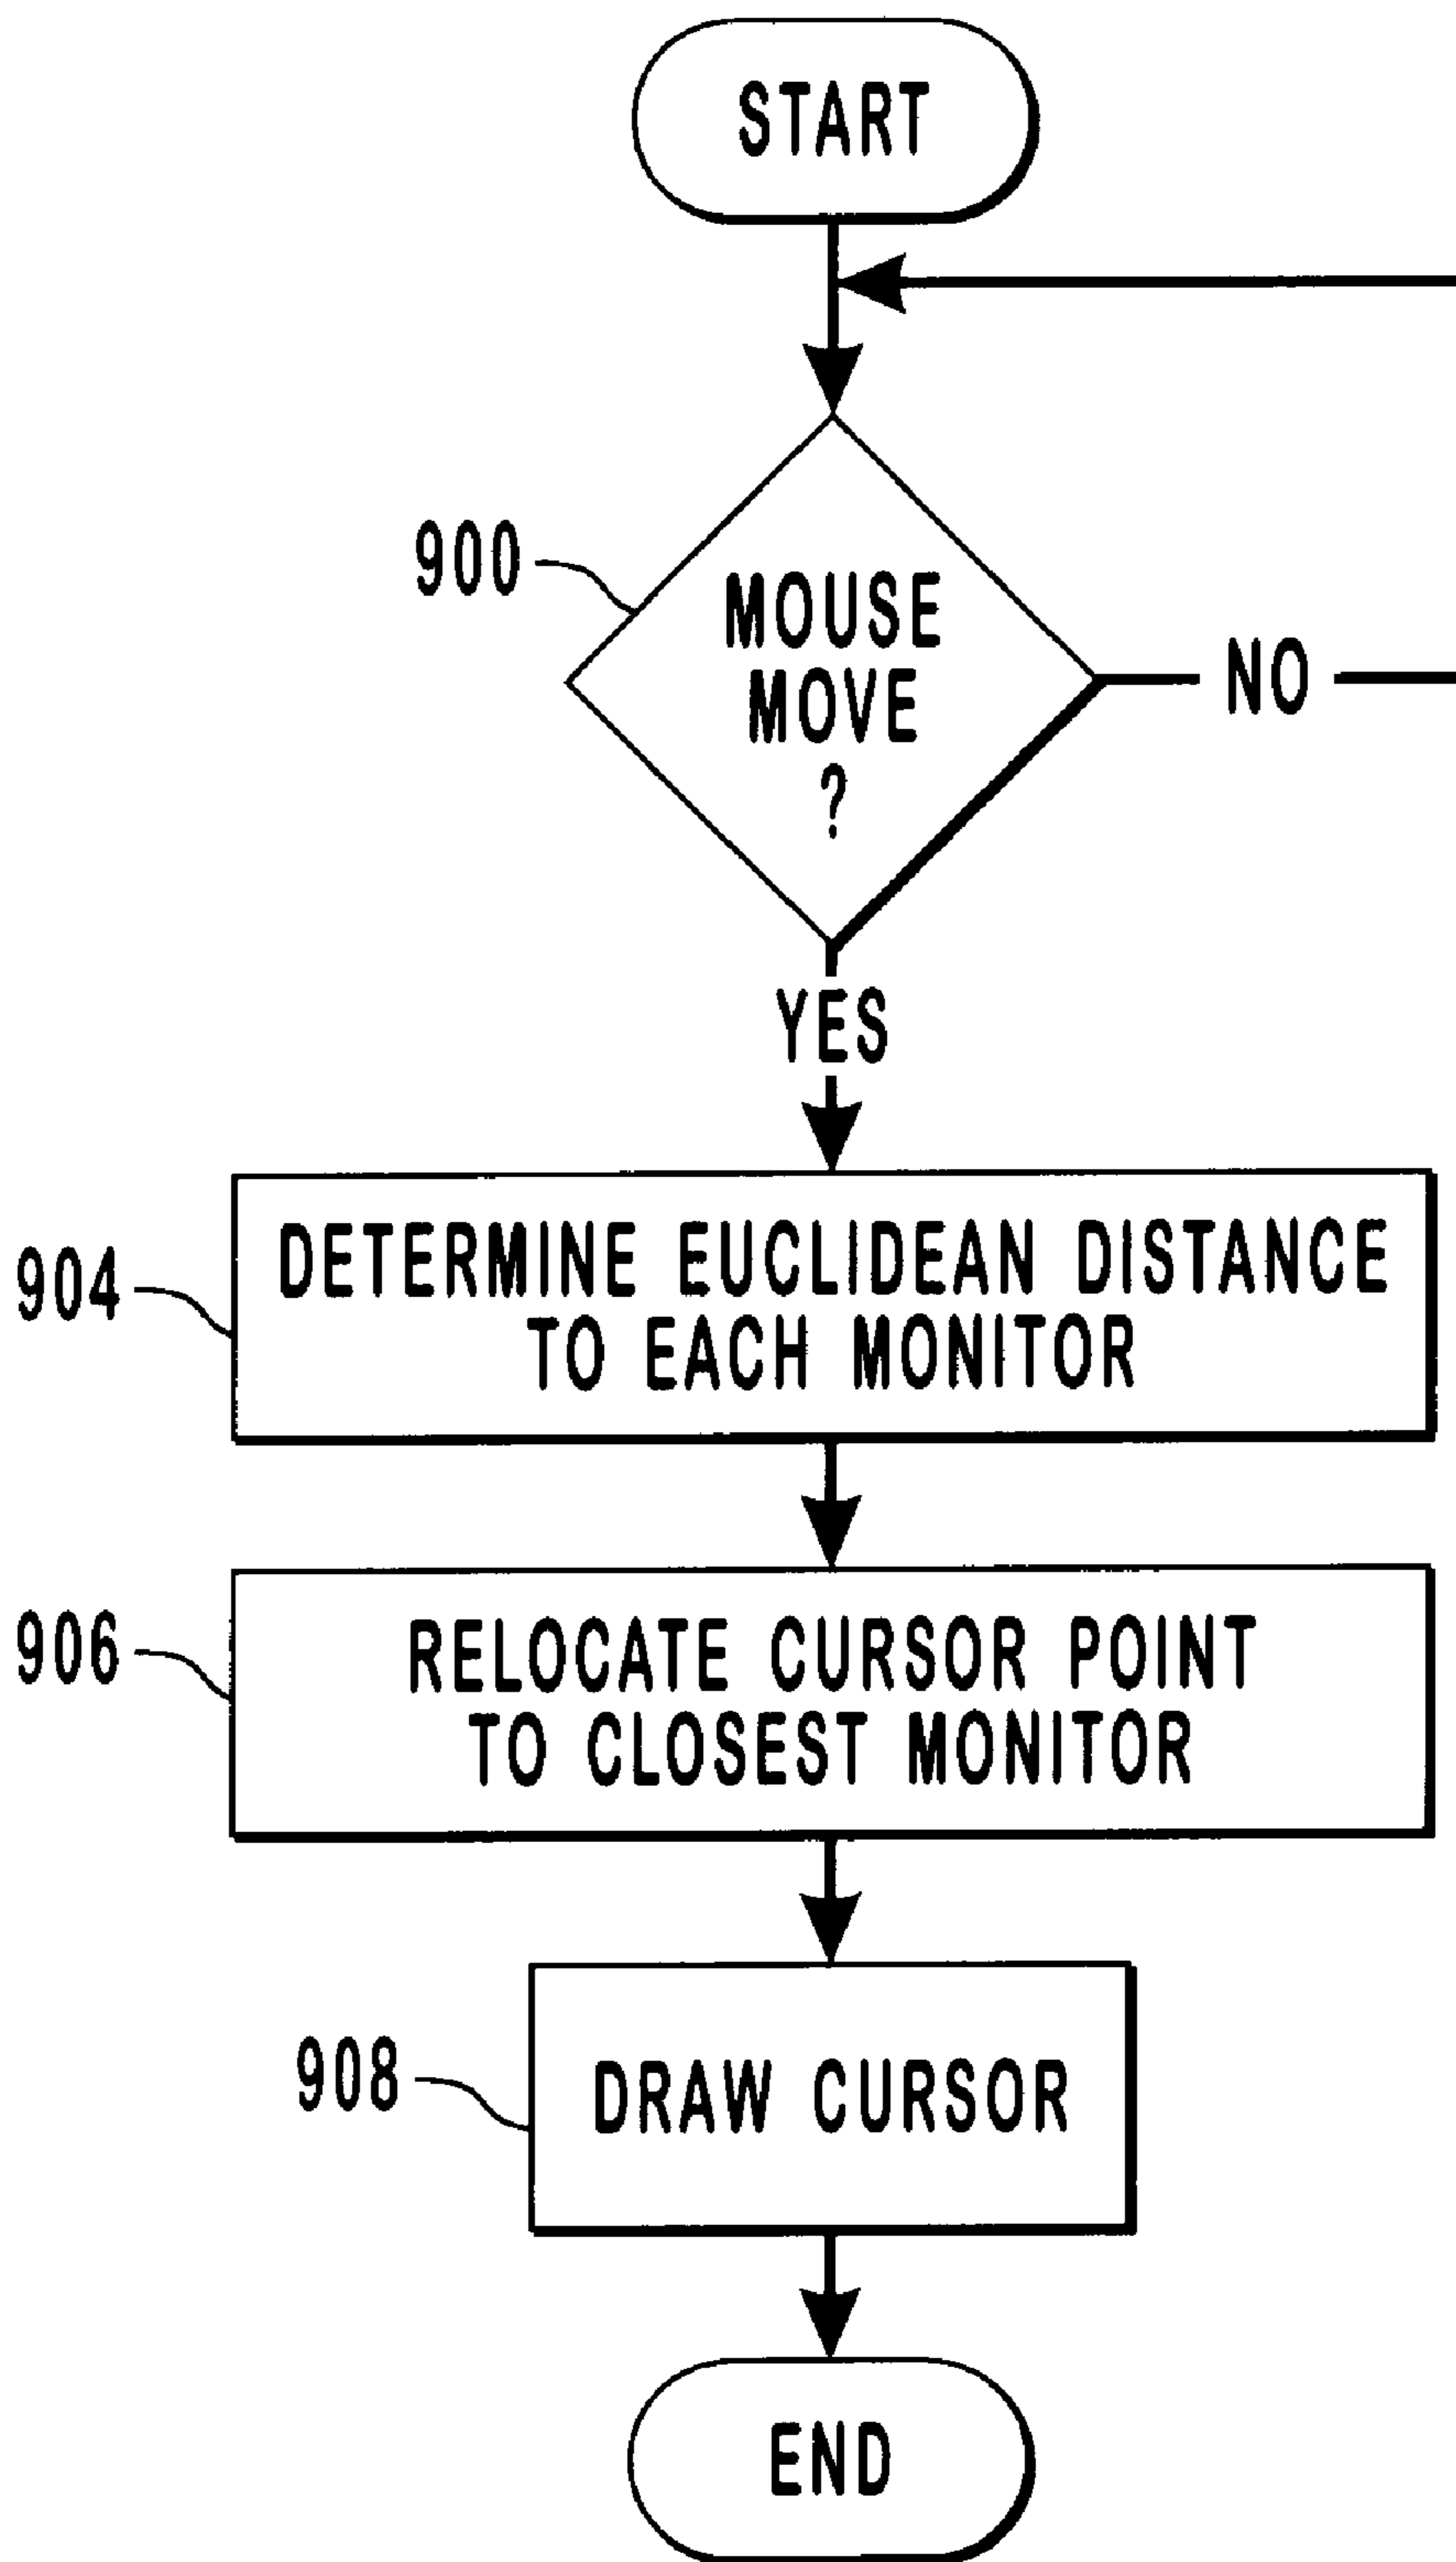 START
900
MOUSE
MOVE
?
NO
YES
904
DETERMINE EUCLIDEAN DISTANCE
TO EACH MONITOR
906
RELOCATE CURSOR POINT
TO CLOSEST MONITOR
908
DRAW CURSOR
END